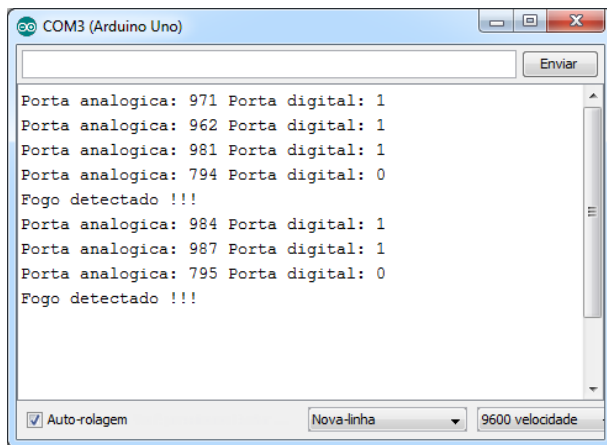 COM3 (Arduino Uno)
Enviar
Porta analogica: 971 Porta digital: 1
Porta analogica: 962 Porta digital: 1
Porta analogica: 981 Porta digital: 1
Porta analogica: 794 Porta digital: 0
Fogo detectado !!!
Porta analogica: 984 Porta digital: 1
Porta analogica: 987 Porta digital: 1
Porta analogica: 795 Porta digital: 0
Fogo detectado !!!
Auto-rolagem Nova-linha 9600 velocidade